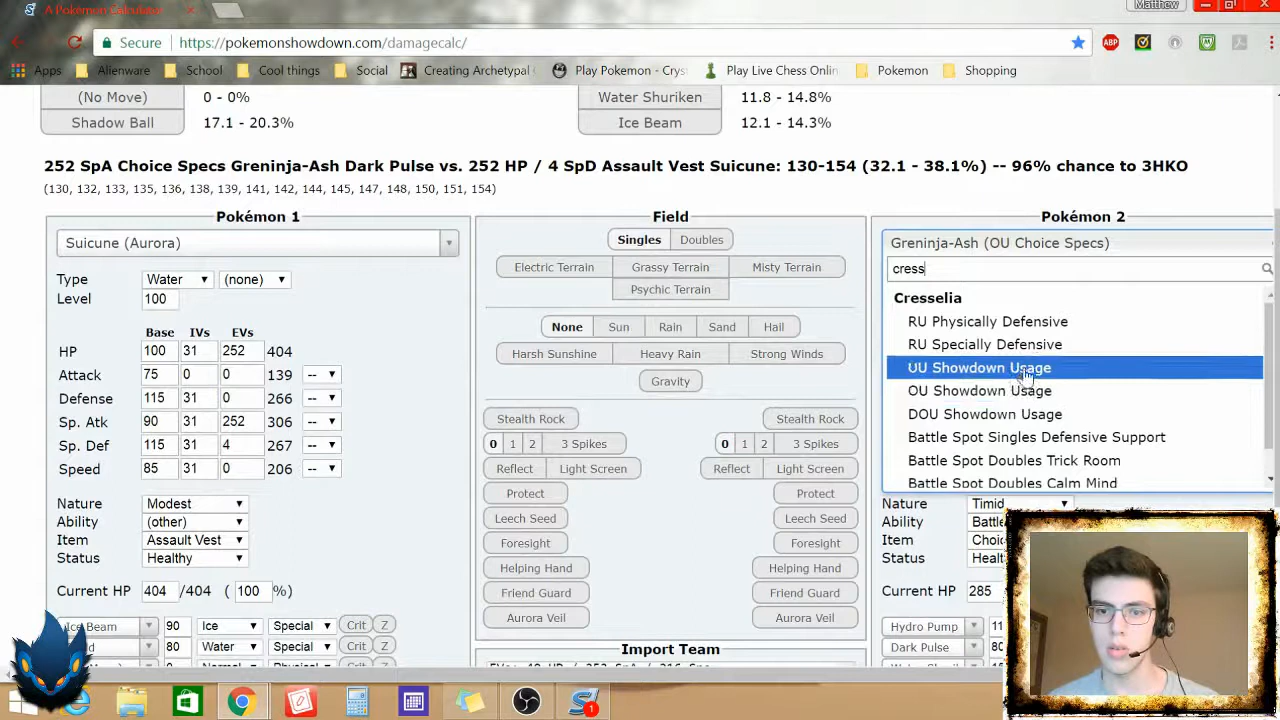 A Pokémon Calculator
Matthew
Secure
https://pokemonshowdown.com/damagecalc/
ABP
Apps
Alienware
School
Cool things
Social
Creating Archetypal
Play Pokemon - Crys
Play Live Chess Onlin
Pokemon
Shopping
(No Move) 0 - 0%
Water Shuriken 11.8 - 14.8%
Shadow Ball 17.1 - 20.3%
Ice Beam 12.1 - 14.3%
252 SpA Choice Specs Greninja-Ash Dark Pulse vs. 252 HP / 4 SpD Assault Vest Suicune: 130-154 (32.1 - 38.1%) -- 96% chance to 3HKO
(130, 132, 133, 135, 136, 138, 139, 141, 142, 144, 145, 147, 148, 150, 151, 154)
Pokémon 1
Suicune (Aurora)
Type Water (none)
Level 100
Base IVs EVs
HP 100 31 252 404
Attack 75 0 0 139 --
Defense 115 31 0 266 --
Sp. Atk 90 31 252 306 --
Sp. Def 115 31 4 267 --
Speed 85 31 0 206 --
Nature Modest
Ability (other)
Item Assault Vest
Status Healthy
Current HP 404 /404 ( 100 %)
Ice Beam 90 Ice Special Crit Z
80 Water Special Crit Z
Field
Singles Doubles
Electric Terrain Grassy Terrain Misty Terrain
Psychic Terrain
None Sun Rain Sand Hail
Harsh Sunshine Heavy Rain Strong Winds
Gravity
Stealth Rock Stealth Rock
0 1 2 3 Spikes 0 1 2 3 Spikes
Reflect Light Screen Reflect Light Screen
Protect Protect
Leech Seed Leech Seed
Foresight Foresight
Helping Hand Helping Hand
Friend Guard Friend Guard
Aurora Veil Aurora Veil
Import Team
Pokémon 2
Greninja-Ash (OU Choice Specs)
cress
Cresselia
RU Physically Defensive
RU Specially Defensive
UU Showdown Usage
OU Showdown Usage
DOU Showdown Usage
Battle Spot Singles Defensive Support
Battle Spot Doubles Trick Room
Battle Spot Doubles Calm Mind
Nature Timid
Ability Battl
Item Choic
Status Healt
Current HP 285
Hydro Pump 11
Dark Pulse 80
1